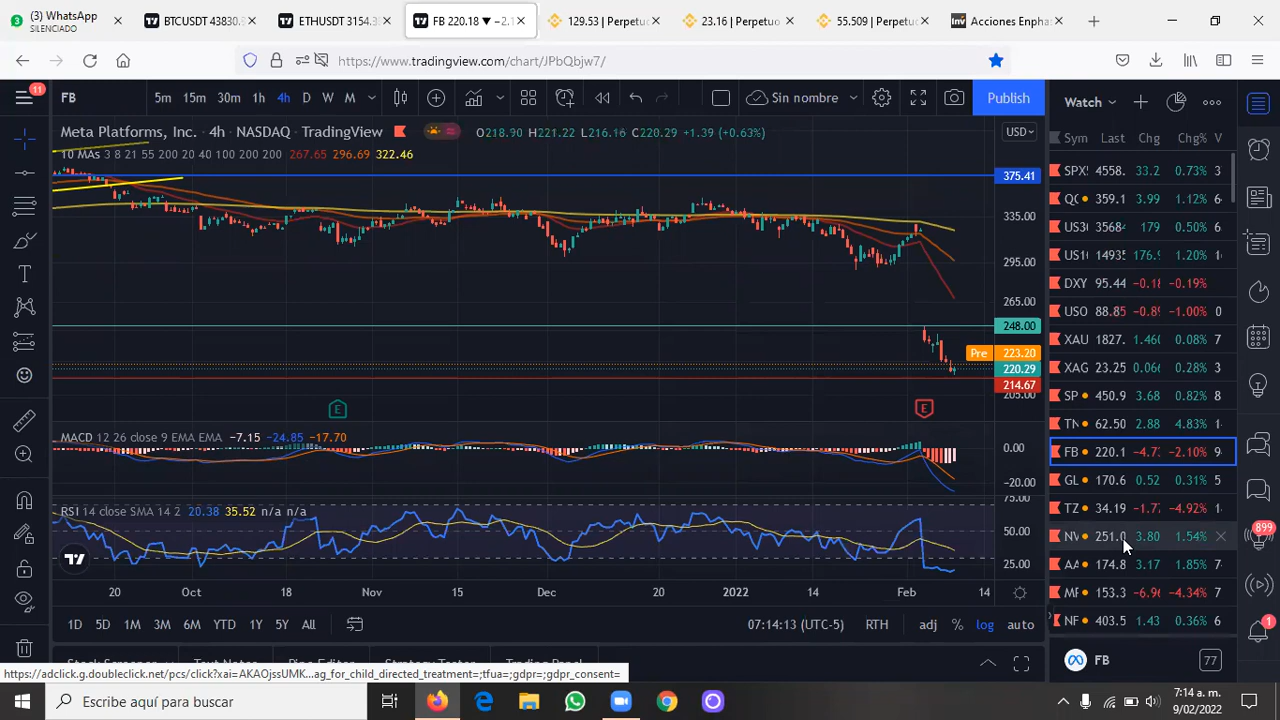 (3) WhatsApp
SILENCIADO
BTCUSDT 43830.5
ETHUSDT 3154.35
FB 220.18 ▼ −2.1
129.53 | Perpetuo
23.16 | Perpetuo
55.509 | Perpetuo
Acciones Enpha
https://www.tradingview.com/chart/JPbQbjw7/
11
FB
5m 15m 30m 1h 4h D W M
Sin nombre
Publish
Watch
Meta Platforms, Inc. 4h NASDAQ TradingView
O218.90 H221.22 L216.16 C220.29 +1.39 (+0.63%)
USD
10 MAs 3 8 21 55 200 20 40 100 200 200 267.65 296.69 322.46
375.41
335.00
295.00
265.00
248.00
Pre 223.20
220.29
214.67
205.00
E E
MACD 12 26 close 9 EMA EMA −7.15 −24.85 −17.70
0.00
−20.00
RSI 14 close SMA 14 2 20.38 35.52 n/a n/a
75.00
50.00
25.00
20 Oct 18 Nov 15 Dec 20 2022 14 Feb 14
1D 5D 1M 3M 6M YTD 1Y 5Y All
07:14:13 (UTC-5) RTH adj % log auto
Stock Screener Text Notes Pine Editor Strategy Tester Trading Panel
Sym Last Chg Chg% V
SPX 4558. 33.2 0.73% 3
359.1 3.99 1.12% 6
US3 3568 179 0.50% 3
US1 14935 176.9 1.20%
DXY 95.44 -0.18 -0.19%
USO 88.85 -0.89 -1.00% 0
XAU 1827. 1.460 0.08%
XAG 23.25 0.066 0.28% 3
SP 450.9 3.68 0.82% 8
TN 62.50 2.88 4.83% 1
FB 220.1 -4.73 -2.10% 9
GL 170.6 0.52 0.31% 5
TZ 34.19 -1.77 -4.92% 1
NV 251.0 3.80 1.54%
AA 174.8 3.17 1.85% 7
MR 153.3 -6.96 -4.34% 7
NF 403.5 1.43 0.36% 6
FB
77
899
1
https://adclick.g.doubleclick.net/pcs/click?xai=AKAOjssUMK...ag_for_child_directed_treatment=;tfua=;gdpr=;gdpr_consent=
Escribe aquí para buscar
7:14 a. m.
9/02/2022